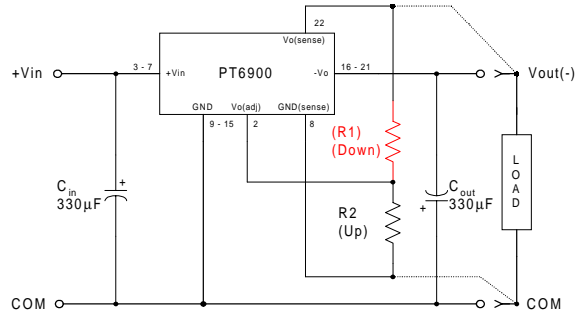 22
Vo(sense)
+Vin
3 - 7
+Vin
PT6900
-Vo
16 - 21
Vout(-)
GND
Vo(adj)
GND(sense)
9 - 15
2
8
(R1)
(Down)
LOAD
Cin
+
330µF
R2
(Up)
Cout
+
330µF
COM
COM